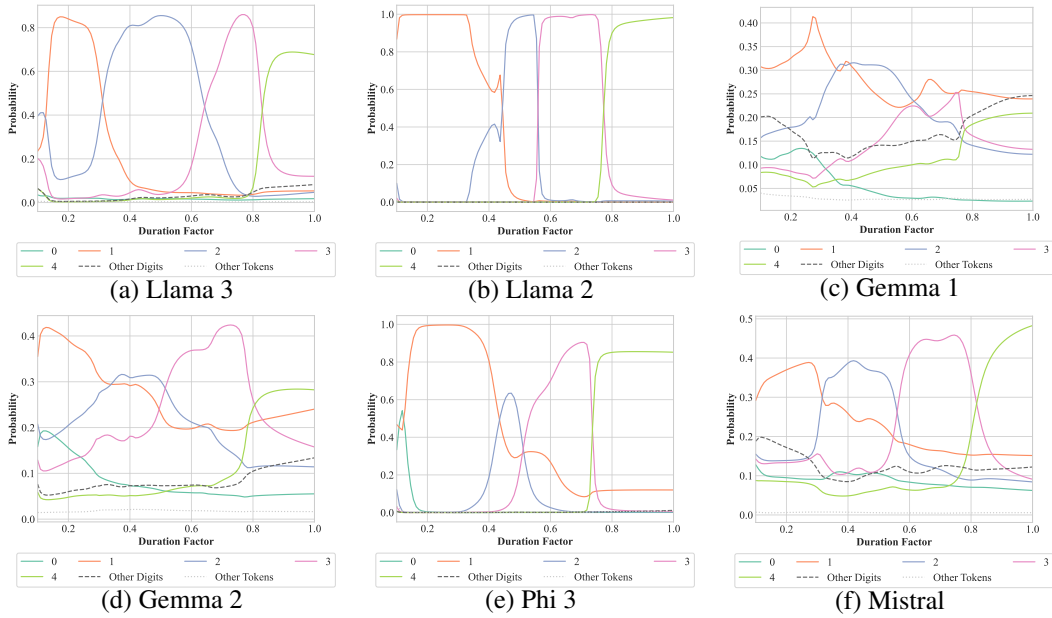 Probability
0.8
0.6
0.4
0.2
0.0
0.2 0.4 0.6 0.8 1.0
Duration Factor
0 1 2 3
4 Other Digits Other Tokens
(a) Llama 3
Probability
1.0
0.8
0.6
0.4
0.2
0.0
0.2 0.4 0.6 0.8 1.0
Duration Factor
0 1 2 3
4 Other Digits Other Tokens
(b) Llama 2
Probability
0.40
0.35
0.30
0.25
0.20
0.15
0.10
0.05
0.2 0.4 0.6 0.8 1.0
Duration Factor
0 1 2 3
4 Other Digits Other Tokens
(c) Gemma 1
Probability
0.4
0.3
0.2
0.1
0.0
0.2 0.4 0.6 0.8 1.0
Duration Factor
0 1 2 3
4 Other Digits Other Tokens
(d) Gemma 2
Probability
1.0
0.8
0.6
0.4
0.2
0.0
0.2 0.4 0.6 0.8 1.0
Duration Factor
0 1 2 3
4 Other Digits Other Tokens
(e) Phi 3
Probability
0.5
0.4
0.3
0.2
0.1
0.0
0.2 0.4 0.6 0.8 1.0
Duration Factor
0 1 2 3
4 Other Digits Other Tokens
(f) Mistral